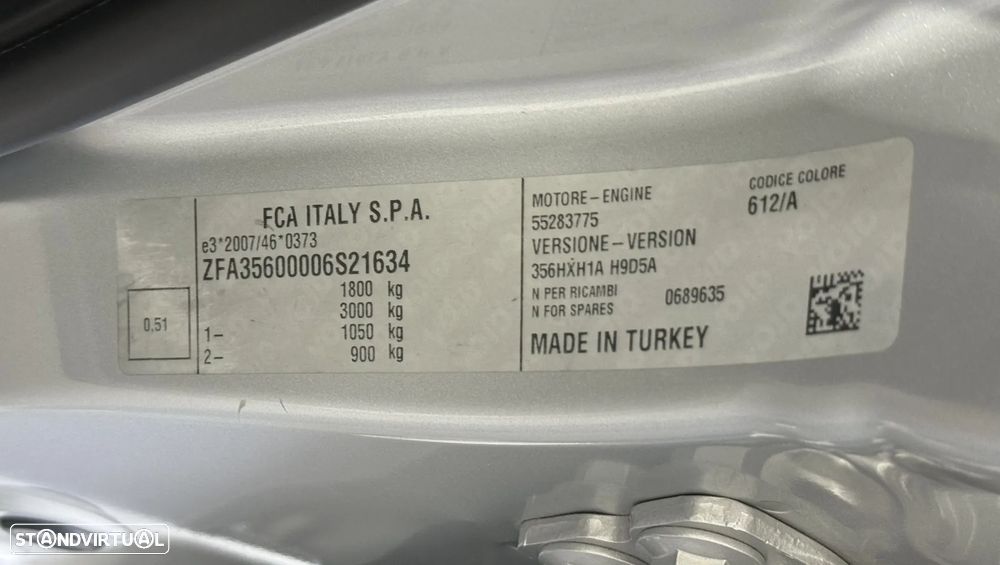 FCA ITALY S.P.A.
e3*2007/46*0373
ZFA35600006S21634
1800 kg
3000 kg
1- 1050 kg
2- 900 kg
0.51
MOTORE-ENGINE
55283775
VERSIONE-VERSION
356HXH1A H9D5A
N PER RICAMBI
N FOR SPARES
0689635
MADE IN TURKEY
CODICE COLORE
612/A
STANDVIRTUAL